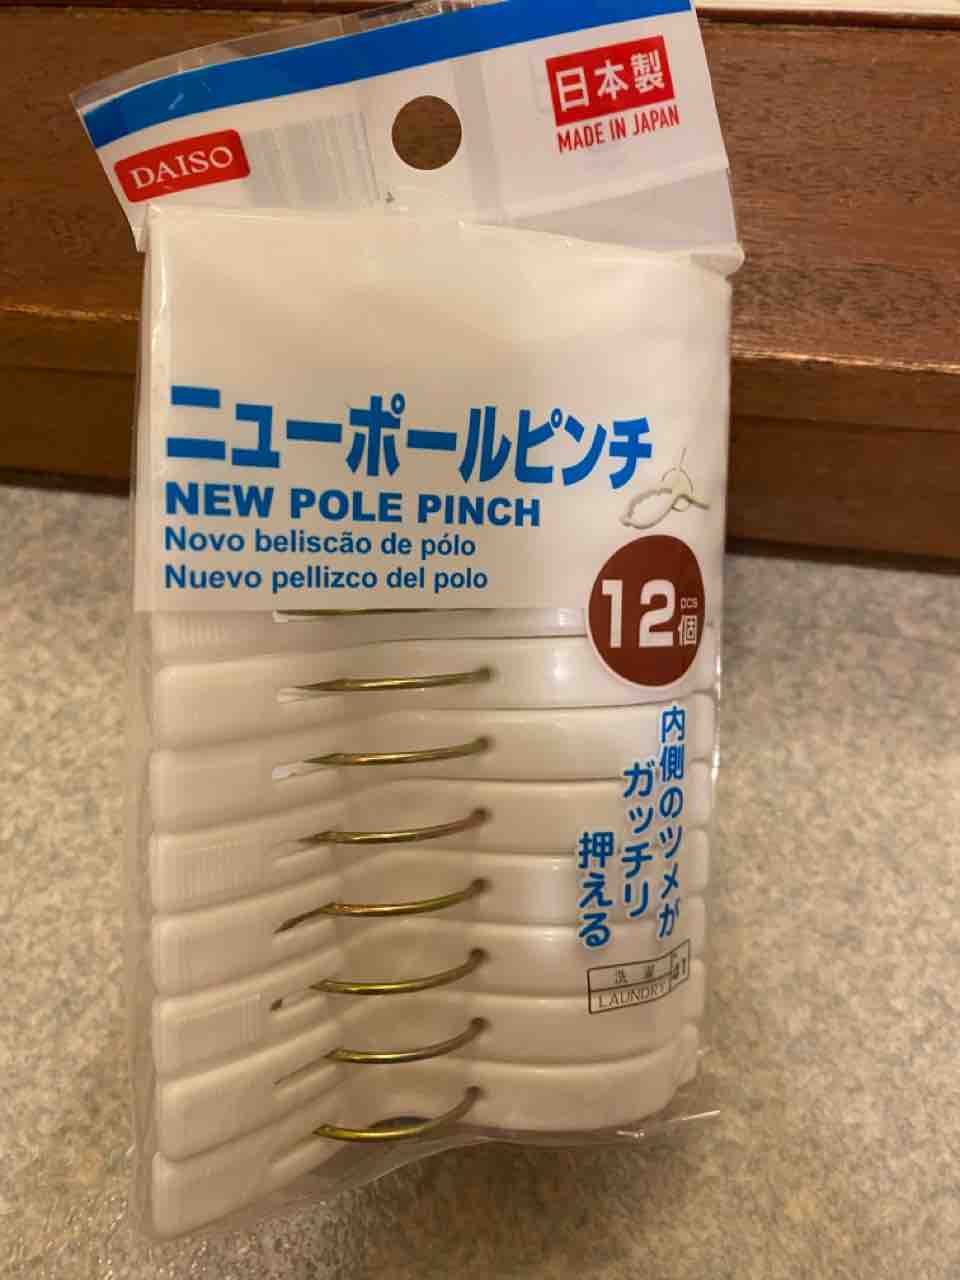 日本製
MADE IN JAPAN
DAISO
ニューポールピンチ
NEW POLE PINCH
Novo beliscão de pólo
Nuevo pellizco del polo
12
pcs
個
内側のツメが
ガッチリ
押える
洗濯
LAUNDRY
41